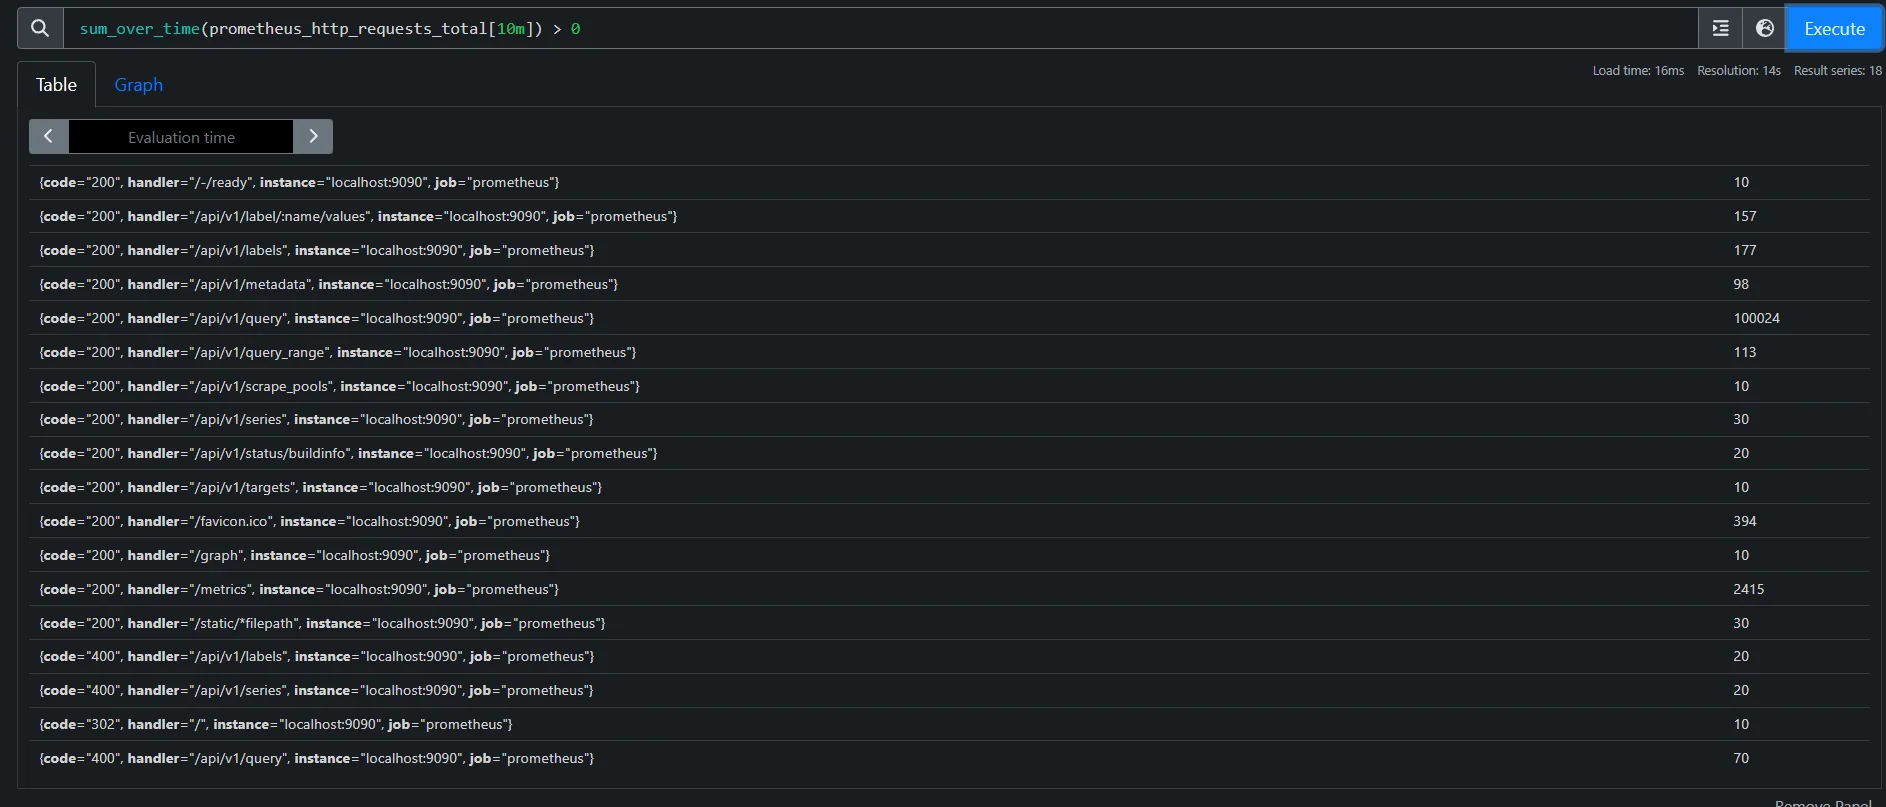 sum_over_time(prometheus_http_requests_total[10m]) > 0
Execute
Table
Graph
Load time: 16ms Resolution: 14s Result series: 18
Evaluation time
{code="200", handler="/-/ready", instance="localhost:9090", job="prometheus"} 10
{code="200", handler="/api/v1/label/:name/values", instance="localhost:9090", job="prometheus"} 157
{code="200", handler="/api/v1/labels", instance="localhost:9090", job="prometheus"} 177
{code="200", handler="/api/v1/metadata", instance="localhost:9090", job="prometheus"} 98
{code="200", handler="/api/v1/query", instance="localhost:9090", job="prometheus"} 100024
{code="200", handler="/api/v1/query_range", instance="localhost:9090", job="prometheus"} 113
{code="200", handler="/api/v1/scrape_pools", instance="localhost:9090", job="prometheus"} 10
{code="200", handler="/api/v1/series", instance="localhost:9090", job="prometheus"} 30
{code="200", handler="/api/v1/status/buildinfo", instance="localhost:9090", job="prometheus"} 20
{code="200", handler="/api/v1/targets", instance="localhost:9090", job="prometheus"} 10
{code="200", handler="/favicon.ico", instance="localhost:9090", job="prometheus"} 394
{code="200", handler="/graph", instance="localhost:9090", job="prometheus"} 10
{code="200", handler="/metrics", instance="localhost:9090", job="prometheus"} 2415
{code="200", handler="/static/*filepath", instance="localhost:9090", job="prometheus"} 30
{code="400", handler="/api/v1/labels", instance="localhost:9090", job="prometheus"} 20
{code="400", handler="/api/v1/series", instance="localhost:9090", job="prometheus"} 20
{code="302", handler="/", instance="localhost:9090", job="prometheus"} 10
{code="400", handler="/api/v1/query", instance="localhost:9090", job="prometheus"} 70
Remove Panel